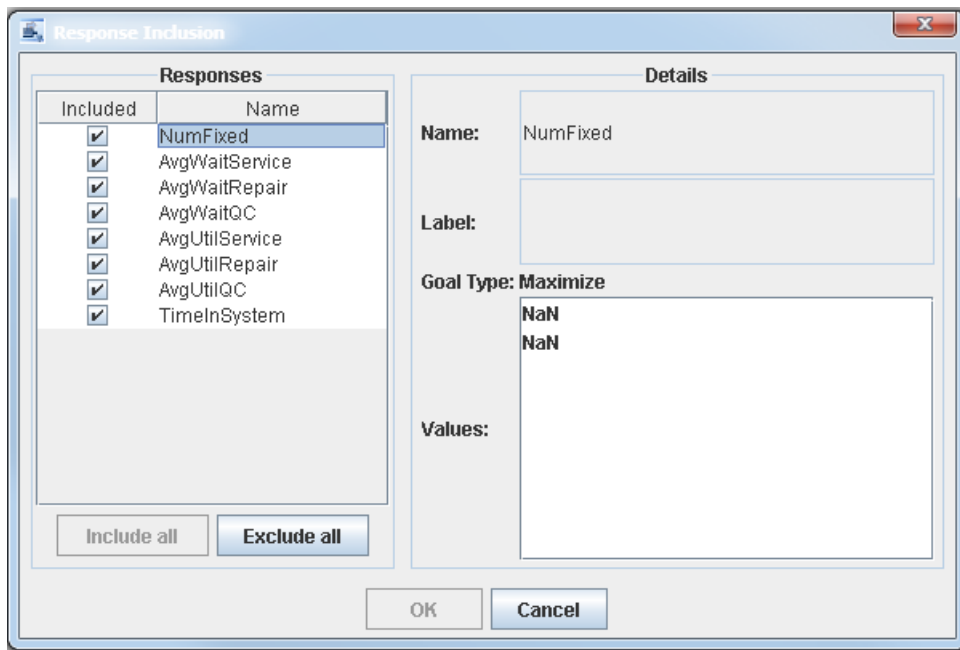 Response Inclusion
Responses
Included Name
NumFixed
AvgWaitService
AvgWaitRepair
AvgWaitQC
AvgUtilService
AvgUtilRepair
AvgUtilQC
TimeInSystem
Include all Exclude all
Details
Name: NumFixed
Label:
Goal Type: Maximize
Values:
NaN
NaN
OK Cancel